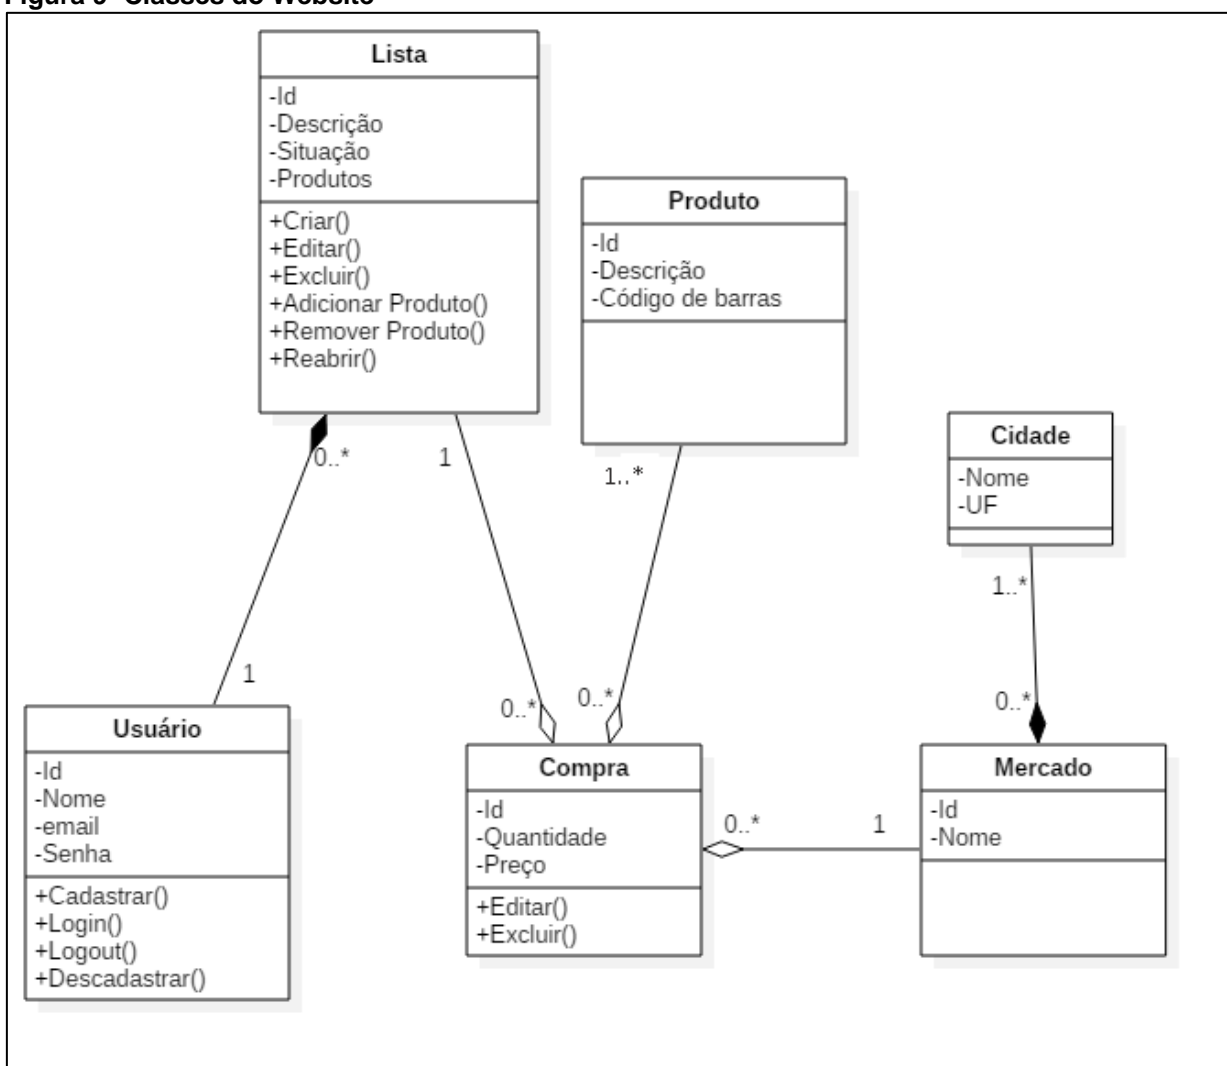 Figura 9- Classes do Website
Lista
-Id
-Descrição
-Situação
-Produtos
+Criar()
+Editar()
+Excluir()
+Adicionar Produto()
+Remover Produto()
+Reabrir()
Produto
-Id
-Descrição
-Código de barras
Cidade
-Nome
-UF
0..*
1
1..*
1..*
1
0..*
0..*
0..*
Usuário
-Id
-Nome
-email
-Senha
+Cadastrar()
+Login()
+Logout()
+Descadastrar()
Compra
-Id
-Quantidade
-Preço
+Editar()
+Excluir()
0..*
1
Mercado
-Id
-Nome